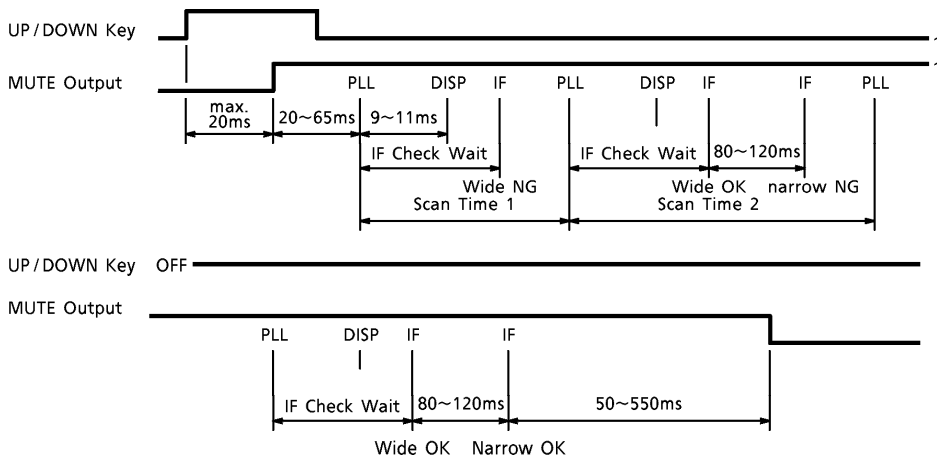 UP/DOWN Key
MUTE Output
PLL DISP IF PLL DISP IF IF PLL
max.
20ms
20~65ms 9~11ms
IF Check Wait IF Check Wait 80~120ms
Wide NG Wide OK narrow NG
Scan Time 1 Scan Time 2
UP/DOWN Key OFF
MUTE Output
PLL DISP IF IF
IF Check Wait 80~120ms 50~550ms
Wide OK Narrow OK